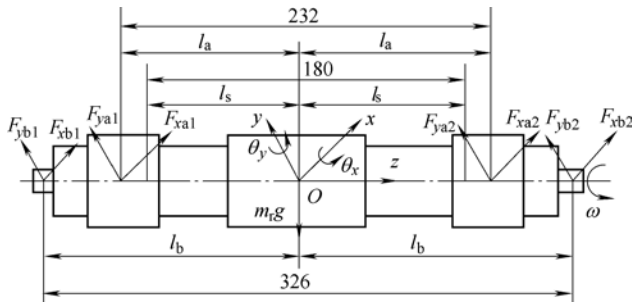 232
l_a l_a
180
l_s l_s
F_yb1 F_xb1 F_ya1 F_xa1 y x F_ya2 F_xa2 F_yb2 F_xb2
θ_y θ_x z
O
m_r g ω
l_b l_b
326